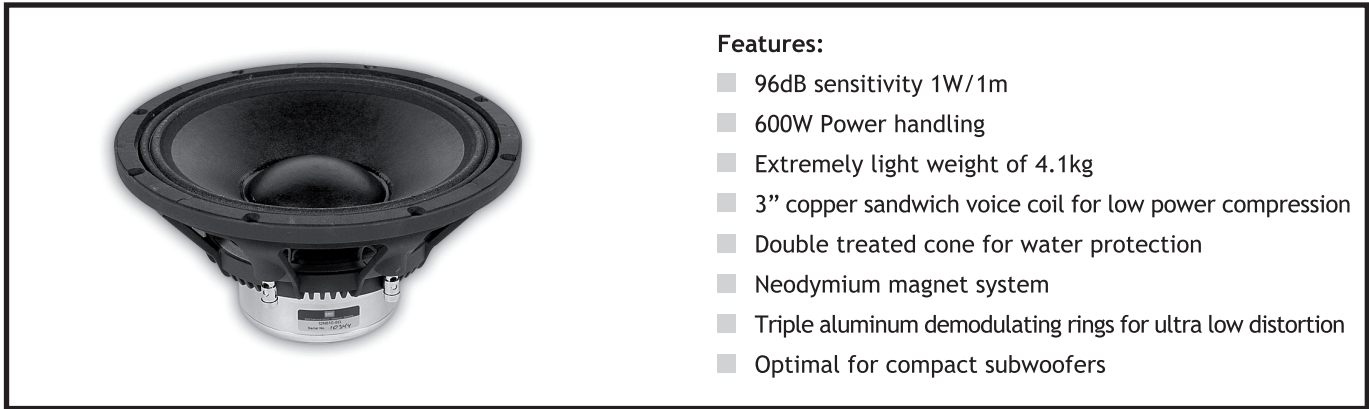 Features:
96dB sensitivity 1W/1m
600W Power handling
Extremely light weight of 4.1kg
3” copper sandwich voice coil for low power compression
Double treated cone for water protection
Neodymium magnet system
Triple aluminum demodulating rings for ultra low distortion
Optimal for compact subwoofers
Serial No.